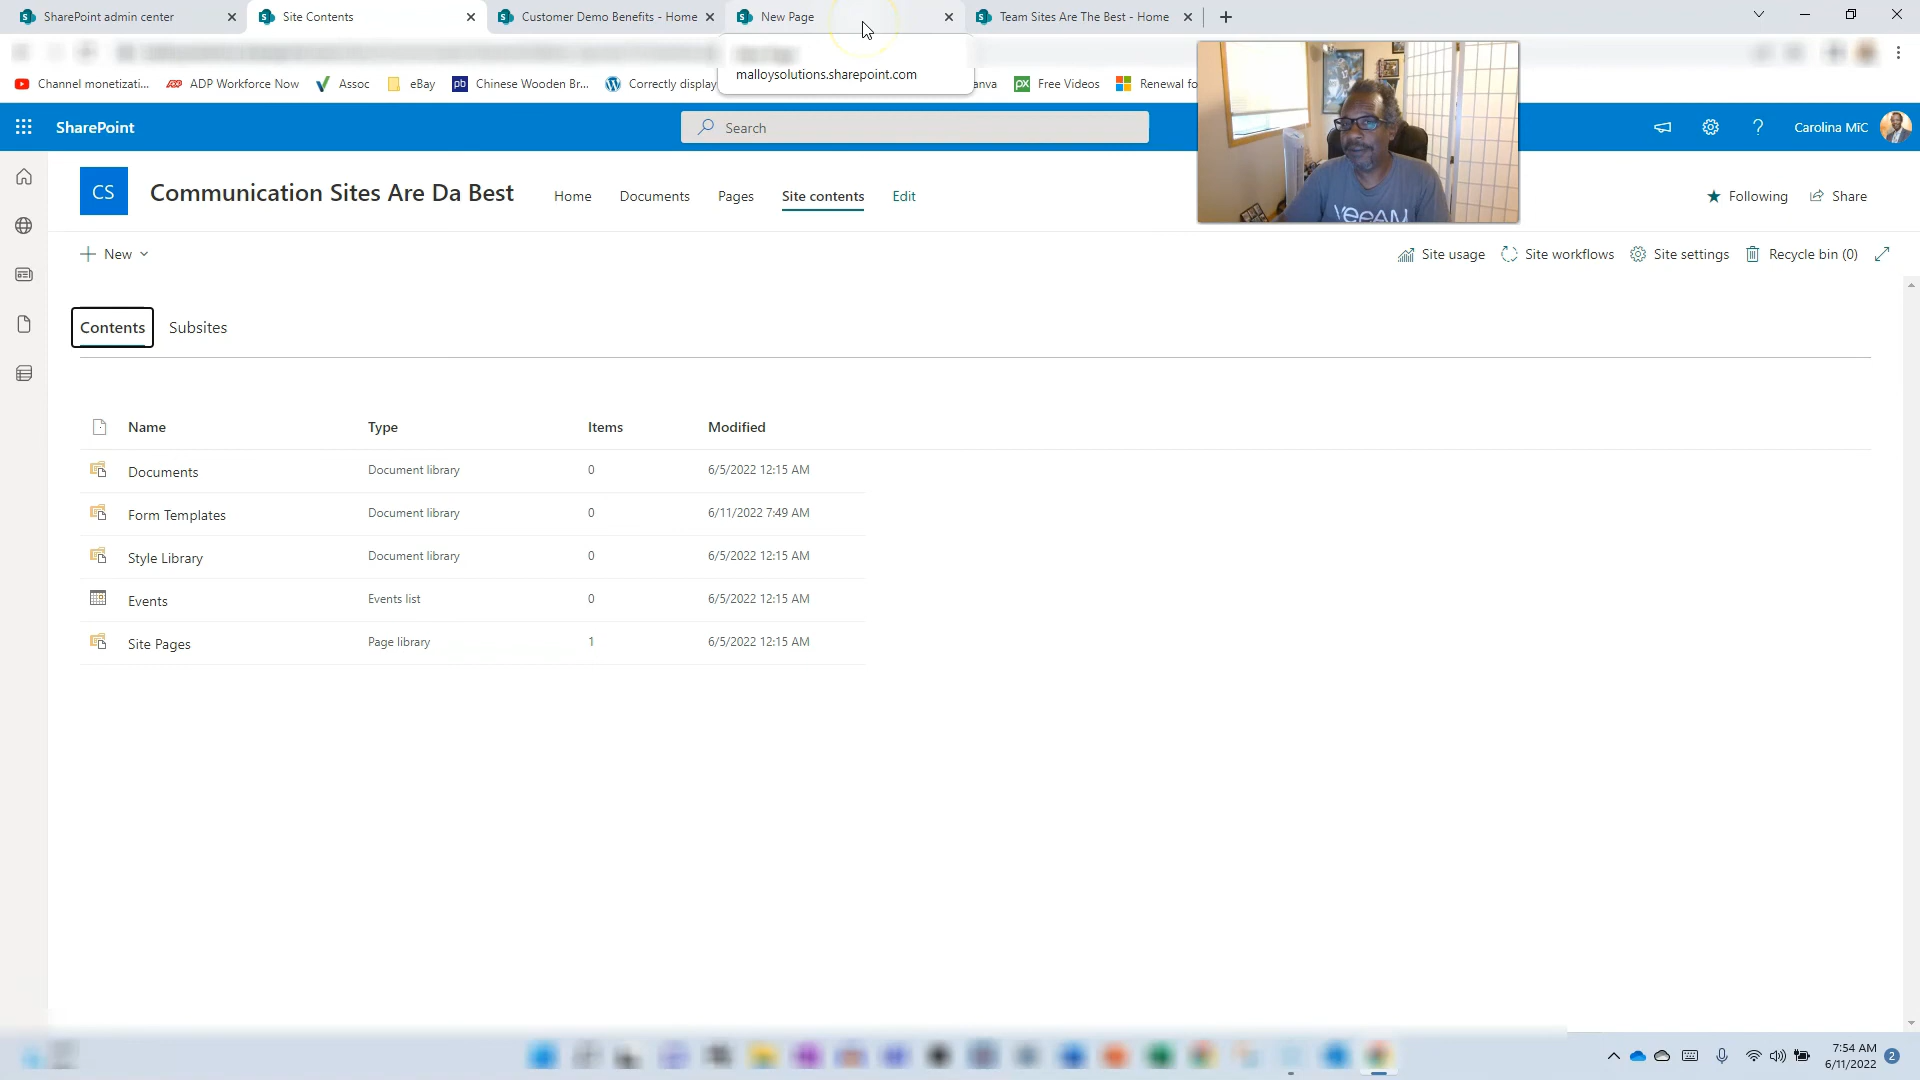 SharePoint admin center
Site Contents
Customer Demo Benefits - Home
New Page
Team Sites Are The Best - Home
malloysolutions.sharepoint.com
Channel monetizati...
ADP Workforce Now
Assoc
eBay
pb Chinese Wooden Br...
Correctly display
anva
px Free Videos
Renewal fo
SharePoint
Search
Carolina MiC
CS
Communication Sites Are Da Best
Home
Documents
Pages
Site contents
Edit
Following
Share
New
Site usage
Site workflows
Site settings
Recycle bin (0)
Contents
Subsites
Name Type Items Modified
Documents Document library 0 6/5/2022 12:15 AM
Form Templates Document library 0 6/11/2022 7:49 AM
Style Library Document library 0 6/5/2022 12:15 AM
Events Events list 0 6/5/2022 12:15 AM
Site Pages Page library 1 6/5/2022 12:15 AM
VEEAM
7:54 AM
6/11/2022
2